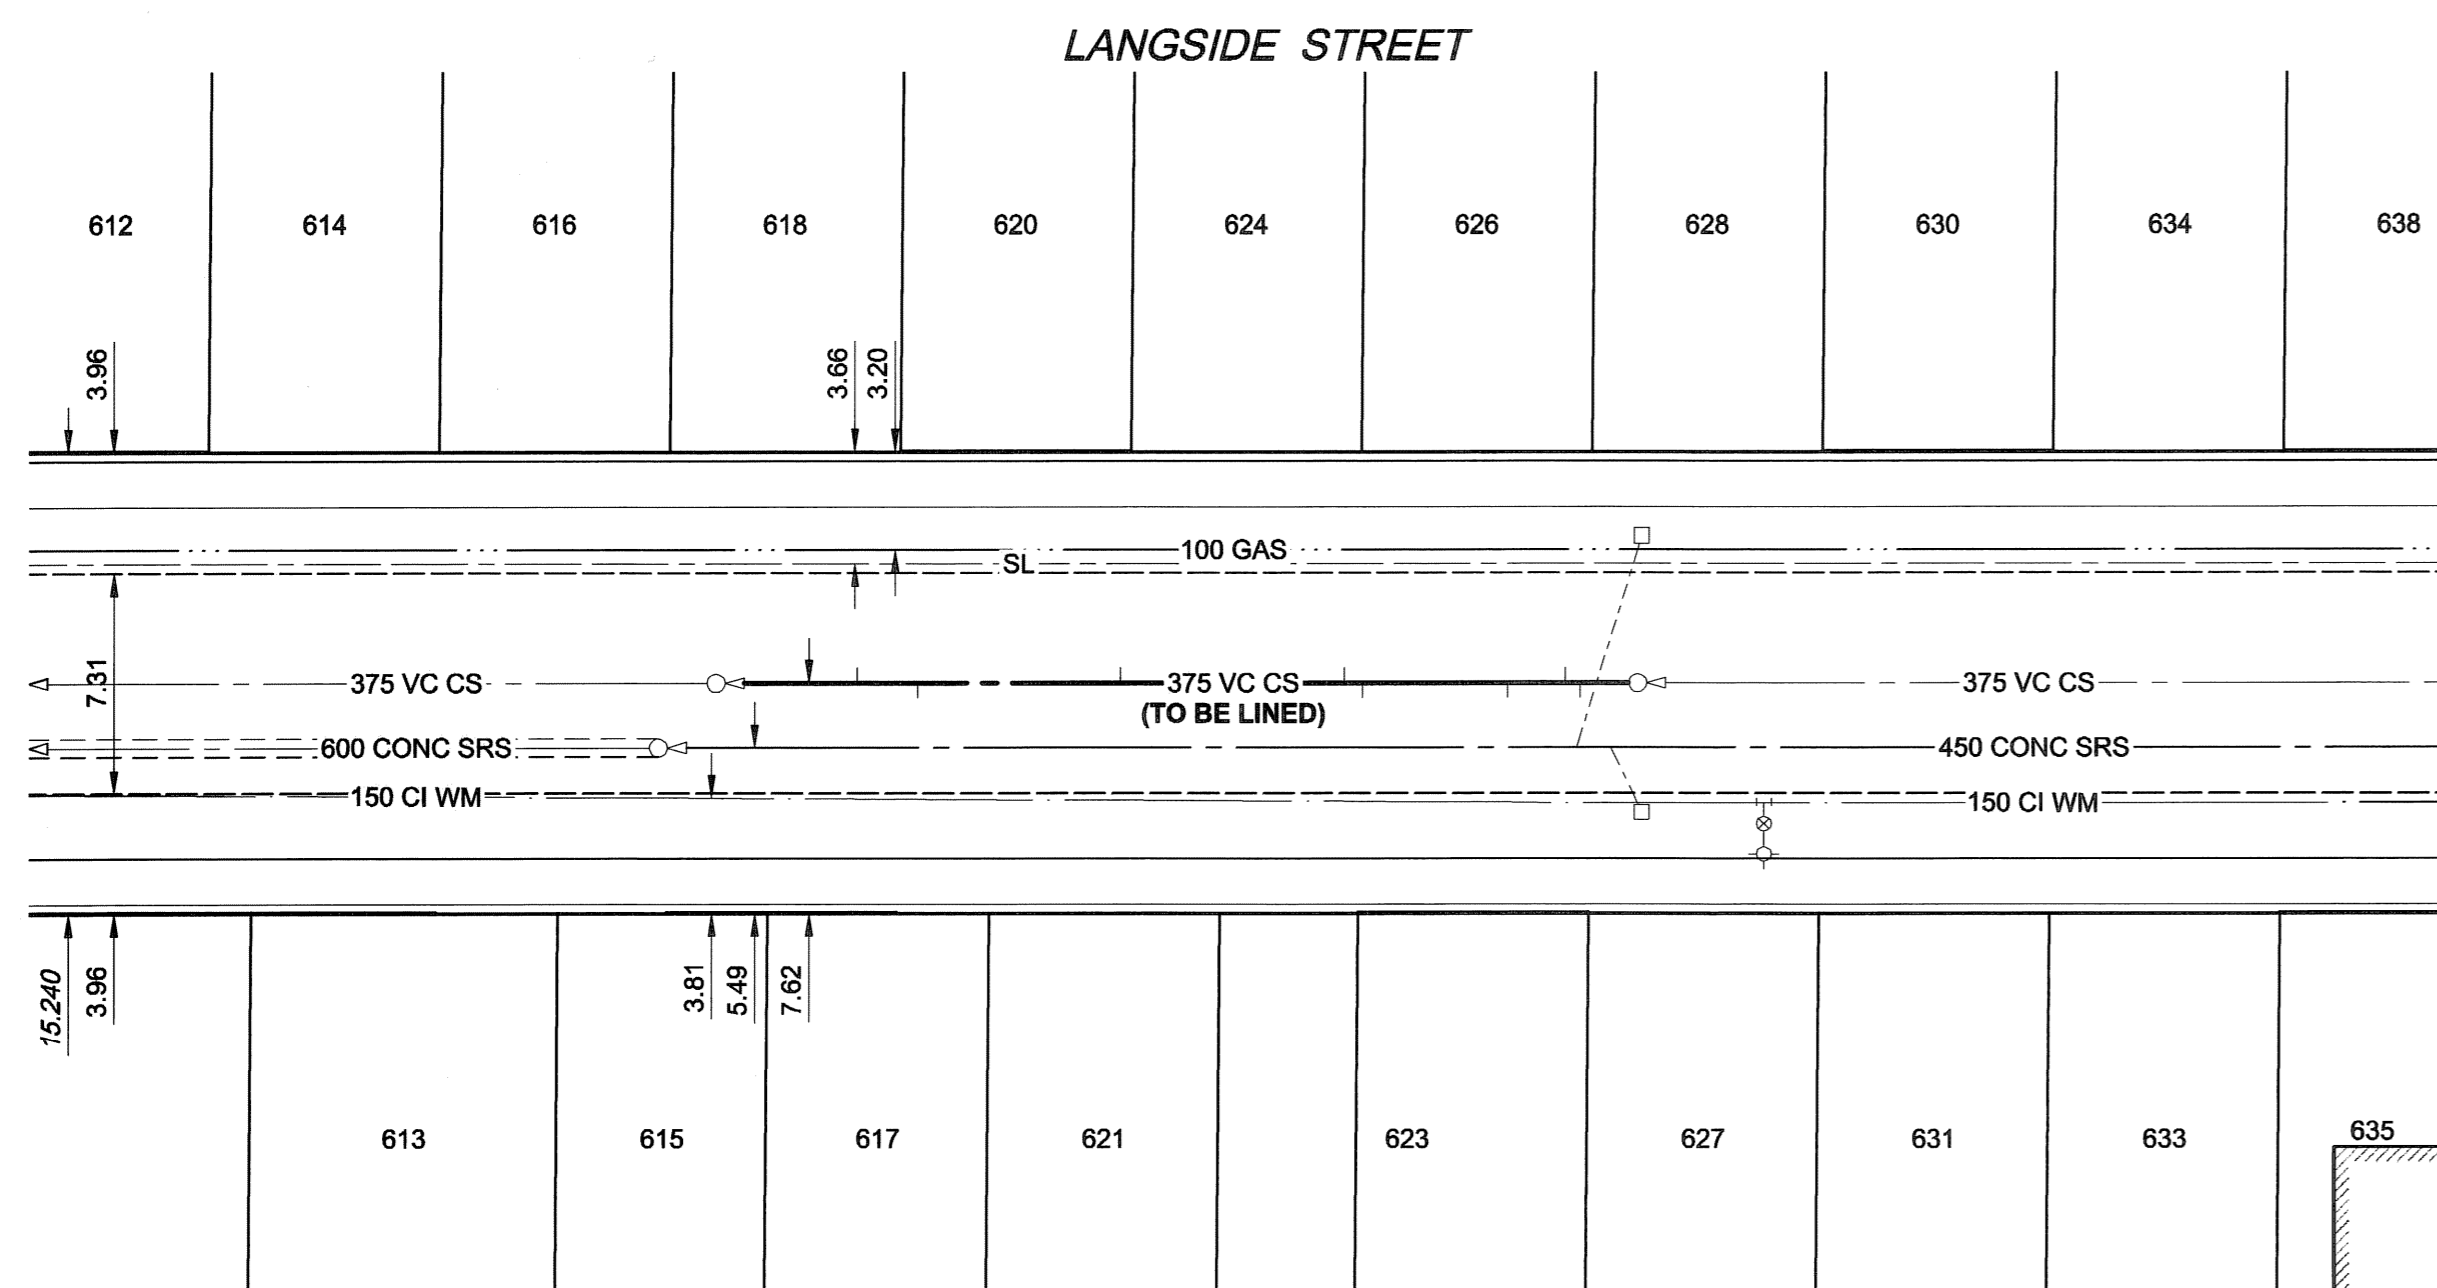 LANGSIDE STREET
612
614
616
618
620
624
626
628
630
634
638
3.96
3.66
3.20
100 GAS
SL
7.31
375 VC CS
375 VC CS
(TO BE LINED)
375 VC CS
600 CONC SRS
450 CONC SRS
150 CI WM
150 CI WM
15.240
3.96
3.81
5.49
7.62
613
615
617
621
623
627
631
633
635